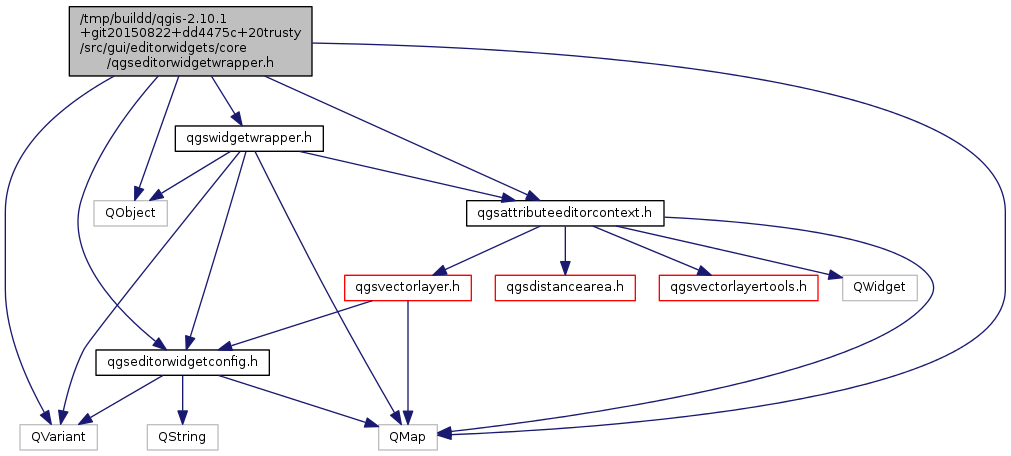 /tmp/buildd/qgis-2.10.1
+git20150822+dd4475c+20trusty
/src/gui/editorwidgets/core
/qgseditorwidgetwrapper.h
qgswidgetwrapper.h
QObject
qgsattributeeditorcontext.h
qgsvectorlayer.h
qgsdistancearea.h
qgsvectorlayertools.h
QWidget
qgseditorwidgetconfig.h
QVariant
QString
QMap